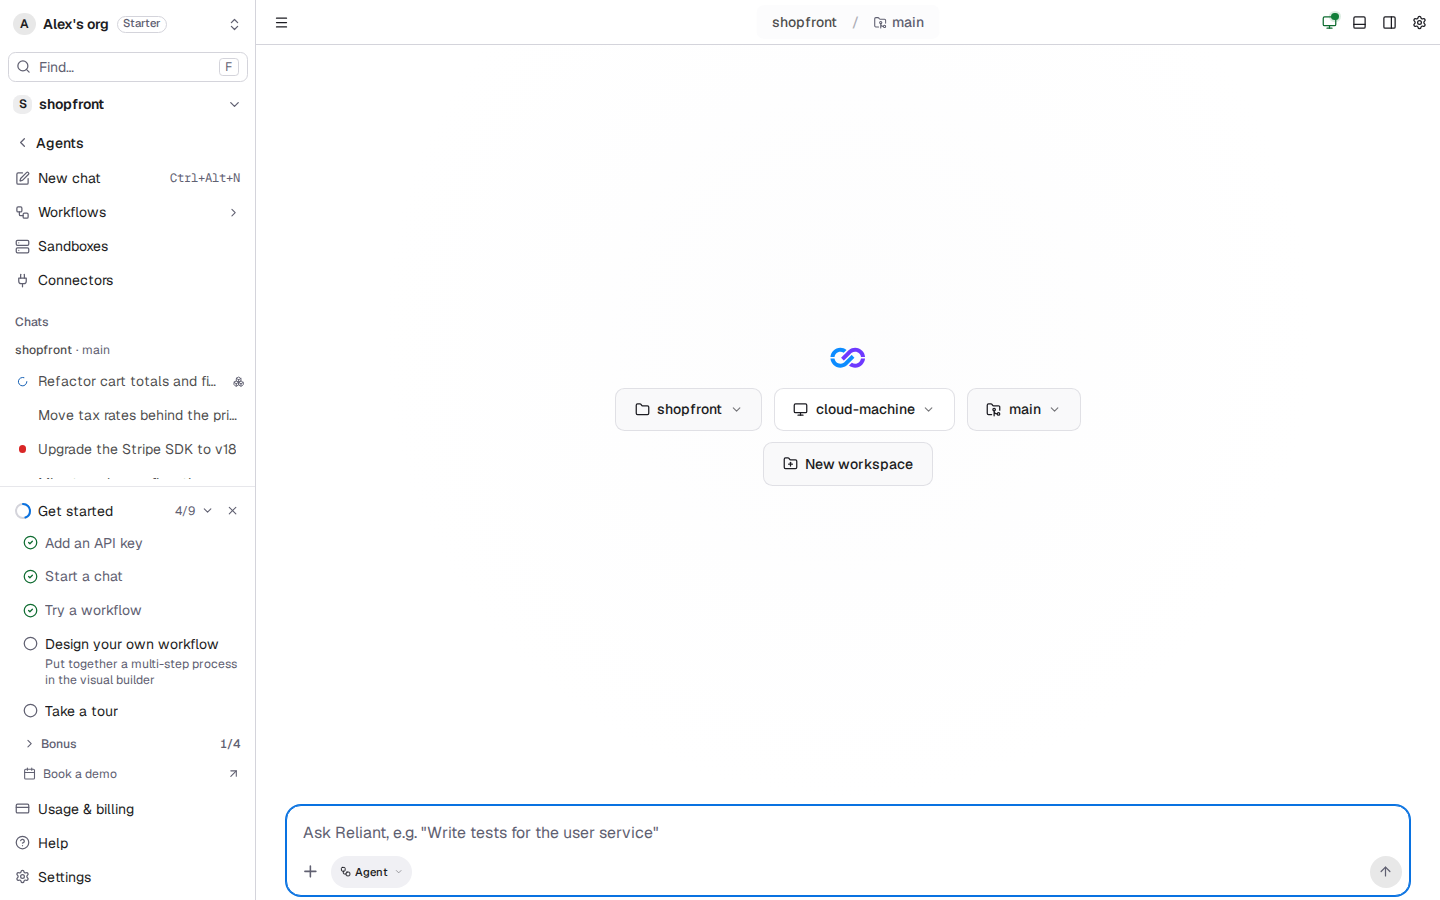 A Alex's org Starter
Find... F
S shopfront
Agents
New chat Ctrl+Alt+N
Workflows
Sandboxes
Connectors
Chats
shopfront · main
Refactor cart totals and fi...
Move tax rates behind the pri...
Upgrade the Stripe SDK to v18
Get started 4/9
Add an API key
Start a chat
Try a workflow
Design your own workflow
Put together a multi-step process
in the visual builder
Take a tour
Bonus 1/4
Book a demo
Usage & billing
Help
Settings
shopfront / main
shopfront cloud-machine main
New workspace
Ask Reliant, e.g. "Write tests for the user service"
Agent